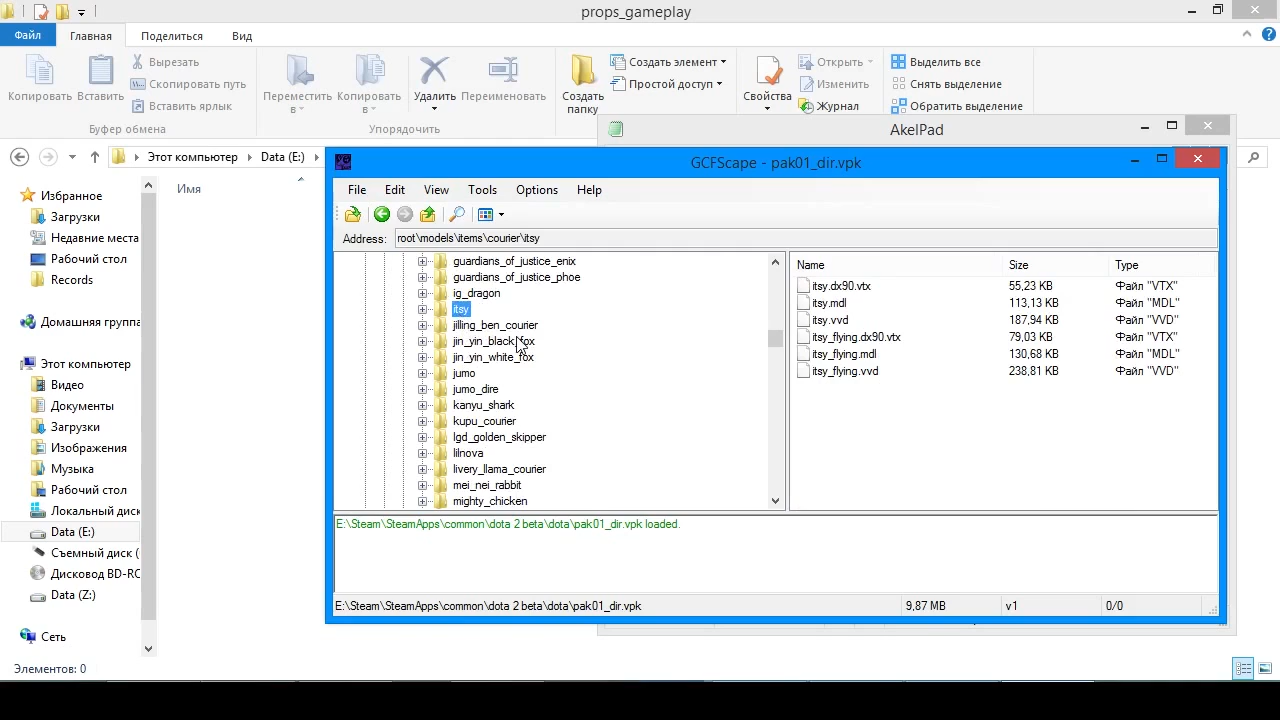 props_gameplay
Файл
Главная
Поделиться
Вид
Копировать
Вставить
Вырезать
Скопировать путь
Вставить ярлык
Буфер обмена
Переместить в
Копировать в
Удалить
Переименовать
Упорядочить
Создать папку
Создать элемент
Простой доступ
Свойства
Открыть
Изменить
Журнал
Выделить все
Снять выделение
Обратить выделение
AkelPad
Этот компьютер
Data (E:)
Имя
Избранное
Загрузки
Недавние места
Рабочий стол
Records
Домашняя группа
Этот компьютер
Видео
Документы
Загрузки
Изображения
Музыка
Рабочий стол
Локальный диск
Data (E:)
Съемный диск (
Дисковод BD-RO
Data (Z:)
Сеть
Элементов: 0
GCFScape - pak01_dir.vpk
File Edit View Tools Options Help
Address: root\models\items\courier\itsy
guardians_of_justice_enix
guardians_of_justice_phoe
ig_dragon
itsy
jilling_ben_courier
jin_yin_black_fox
jin_yin_white_fox
jumo
jumo_dire
kanyu_shark
kupu_courier
lgd_golden_skipper
lilnova
livery_llama_courier
mei_nei_rabbit
mighty_chicken
Name Size Type
itsy.dx90.vtx 55,23 KB Файл "VTX"
itsy.mdl 113,13 KB Файл "MDL"
itsy.vvd 187,94 KB Файл "VVD"
itsy_flying.dx90.vtx 79,03 KB Файл "VTX"
itsy_flying.mdl 130,68 KB Файл "MDL"
itsy_flying.vvd 238,81 KB Файл "VVD"
E:\Steam\SteamApps\common\dota 2 beta\dota\pak01_dir.vpk loaded.
E:\Steam\SteamApps\common\dota 2 beta\dota\pak01_dir.vpk 9,87 MB v1 0/0